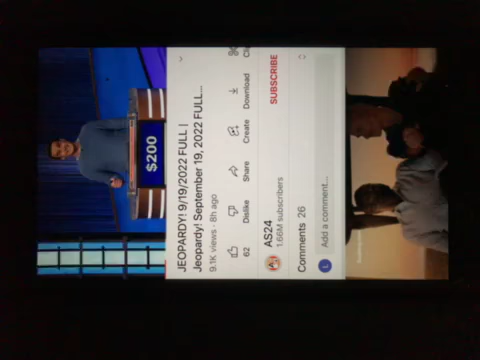 $200
JEOPARDY! 9/19/2022 FULL |
Jeopardy! September 19, 2022 FULL...
9.1K views · 8h ago
62
Dislike
Share
Create
Download
AS24
1.66M subscribers
SUBSCRIBE
Comments 26
L
Add a comment...